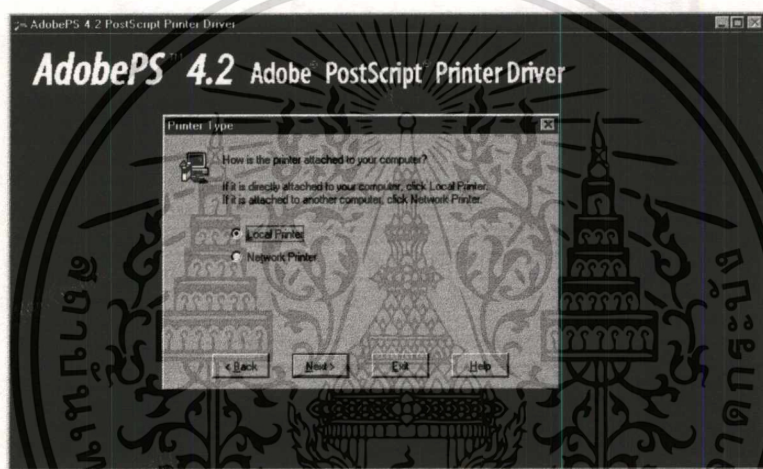 AdobePS 4.2 PostScript Printer Driver
AdobePS™ 4.2 Adobe PostScript Printer Driver
Printer Type
How is the printer attached to your computer?
If it is directly attached to your computer, click Local Printer.
If it is attached to another computer, click Network Printer.
Local Printer
Network Printer
< Back
Next >
Exit
Help